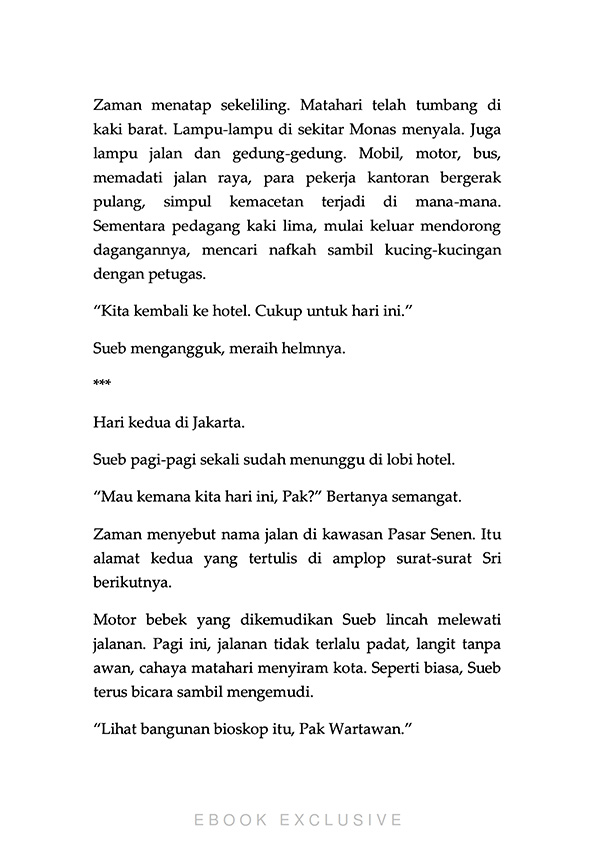 Zaman menatap sekeliling. Matahari telah tumbang di
kaki barat. Lampu-lampu di sekitar Monas menyala. Juga
lampu jalan dan gedung-gedung. Mobil, motor, bus,
memadati jalan raya, para pekerja kantoran bergerak
pulang, simpul kemacetan terjadi di mana-mana.
Sementara pedagang kaki lima, mulai keluar mendorong
dagangannya, mencari nafkah sambil kucing-kucingan
dengan petugas.
“Kita kembali ke hotel. Cukup untuk hari ini.”
Sueb mengangguk, meraih helmnya.
***
Hari kedua di Jakarta.
Sueb pagi-pagi sekali sudah menunggu di lobi hotel.
“Mau kemana kita hari ini, Pak?” Bertanya semangat.
Zaman menyebut nama jalan di kawasan Pasar Senen. Itu
alamat kedua yang tertulis di amplop surat-surat Sri
berikutnya.
Motor bebek yang dikemudikan Sueb lincah melewati
jalanan. Pagi ini, jalanan tidak terlalu padat, langit tanpa
awan, cahaya matahari menyiram kota. Seperti biasa, Sueb
terus bicara sambil mengemudi.
“Lihat bangunan bioskop itu, Pak Wartawan.”
EBOOK EXCLUSIVE